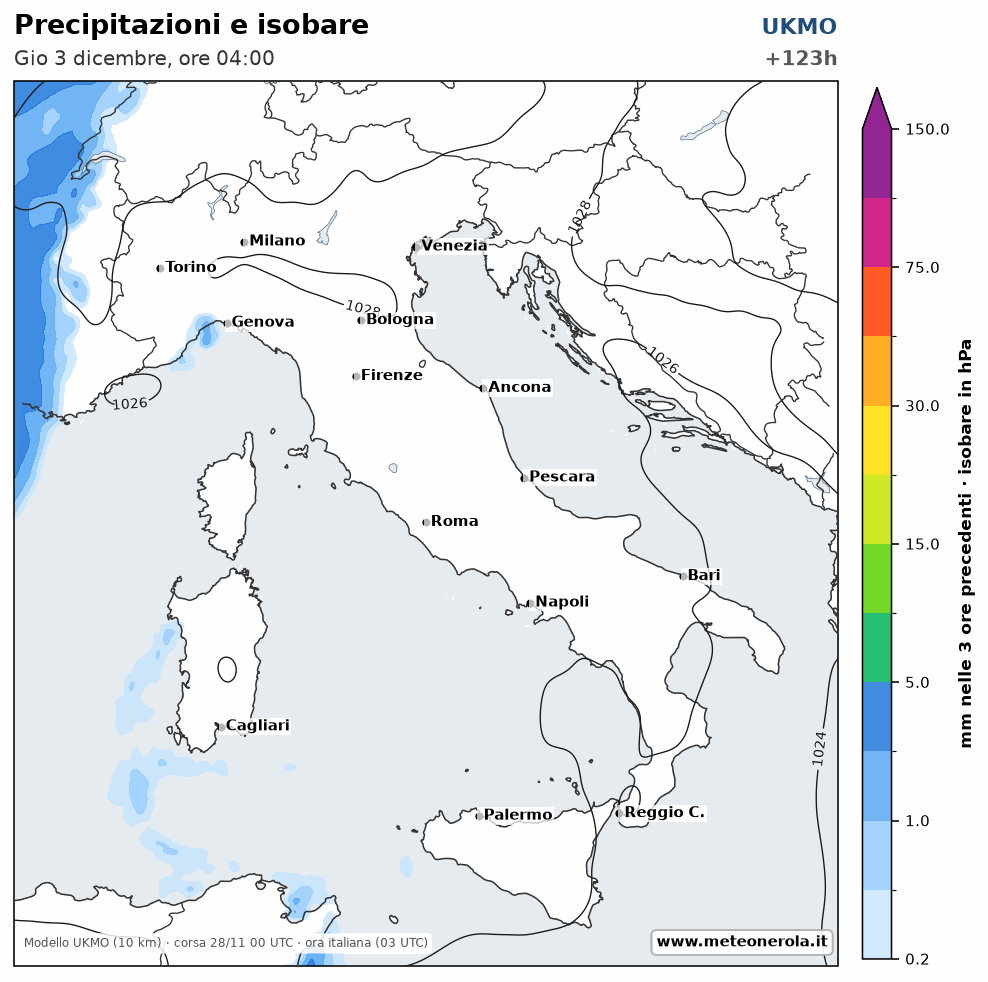 Precipitazioni e isobare
UKMO
Gio 3 dicembre, ore 04:00
+123h
150.0
75.0
30.0
15.0
5.0
1.0
0.2
mm nelle 3 ore precedenti · isobare in hPa
1028
Milano
Venezia
Torino
1028
Genova
Bologna
1026
Firenze
Ancona
1026
Pescara
Roma
Bari
Napoli
Cagliari
1024
Palermo
Reggio C.
Modello UKMO (10 km) · corsa 28/11 00 UTC · ora italiana (03 UTC)
www.meteonerola.it